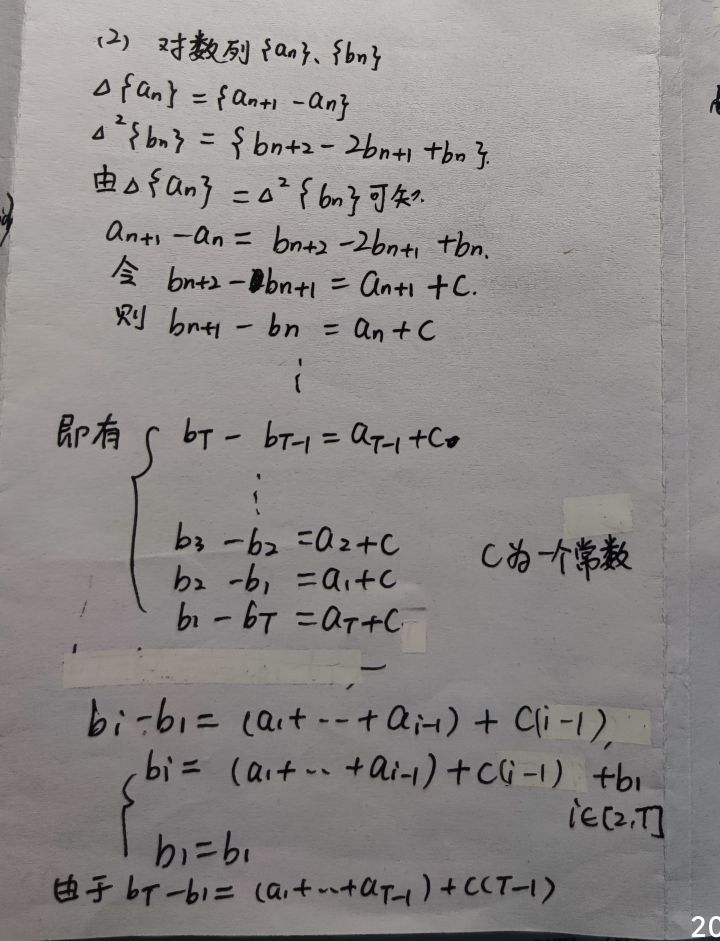 (2) 对数列{an}、{bn}
Δ{an} = {an+1 - an}
Δ²{bn} = {bn+2 - 2bn+1 + bn}.
由Δ{an} = Δ²{bn}可知.
an+1 - an = bn+2 - 2bn+1 + bn.
令 bn+2 - bn+1 = an+1 + C.
则 bn+1 - bn = an + C
⋮
即有 { bT - bT-1 = aT-1 + C
⋮
b3 - b2 = a2 + C
C为一个常数
b2 - b1 = a1 + C
b1 - bT = aT + C
bi - b1 = (a1 + ... + ai-1) + C(i-1),
{ bi = (a1 + ... + ai-1) + C(i-1) + b1
i∈[2,T]
b1 = b1
由于 bT - b1 = (a1 + ... + aT-1) + C(T-1)
20